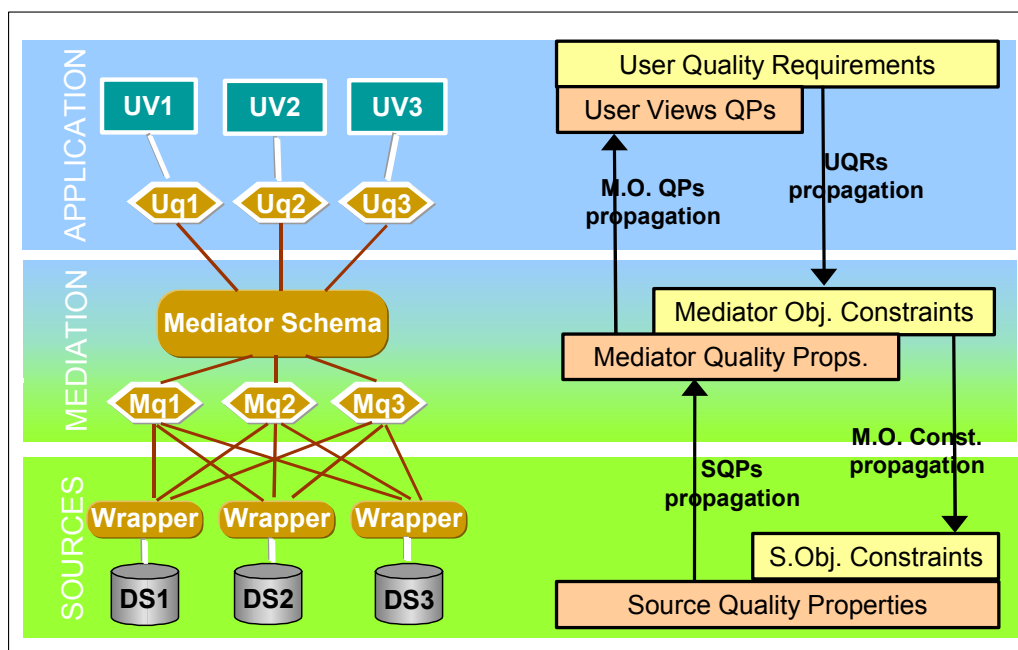 APPLICATION
UV1
UV2
UV3
Uq1
Uq2
Uq3
User Quality Requirements
User Views QPs
M.O. QPs
propagation
UQRs
propagation
MEDIATION
Mediator Schema
Mq1
Mq2
Mq3
Mediator Obj. Constraints
Mediator Quality Props.
SQPs
propagation
M.O. Const.
propagation
SOURCES
Wrapper
Wrapper
Wrapper
DS1
DS2
DS3
S.Obj. Constraints
Source Quality Properties